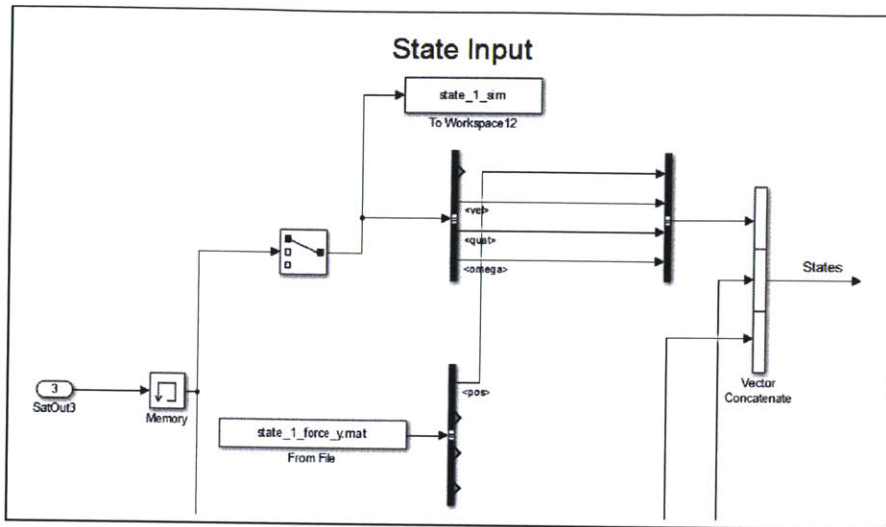 State Input
state_1_sim
To Workspace12
<vel>
<quat>
<omega>
States
3
SatOut3
Memory
<pos>
state_1_force_y.mat
From File
Vector
Concatenate